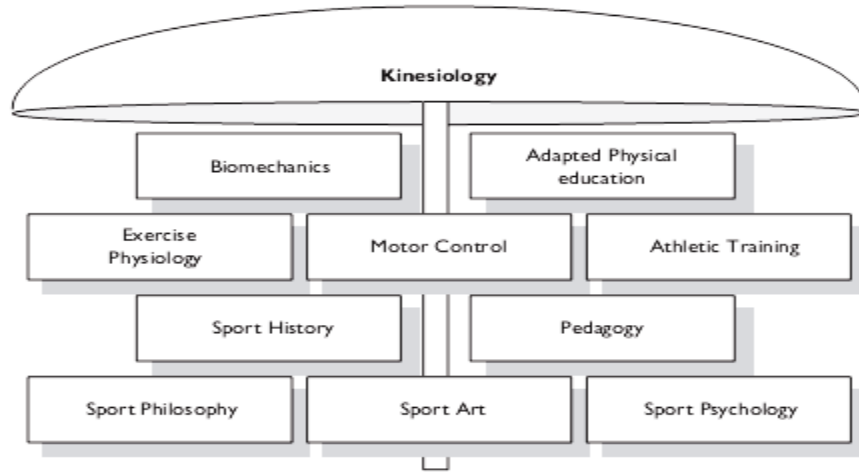 Kinesiology
Biomechanics
Adapted Physical
education
Exercise
Physiology
Motor Control
Athletic Training
Sport History
Pedagogy
Sport Philosophy
Sport Art
Sport Psychology